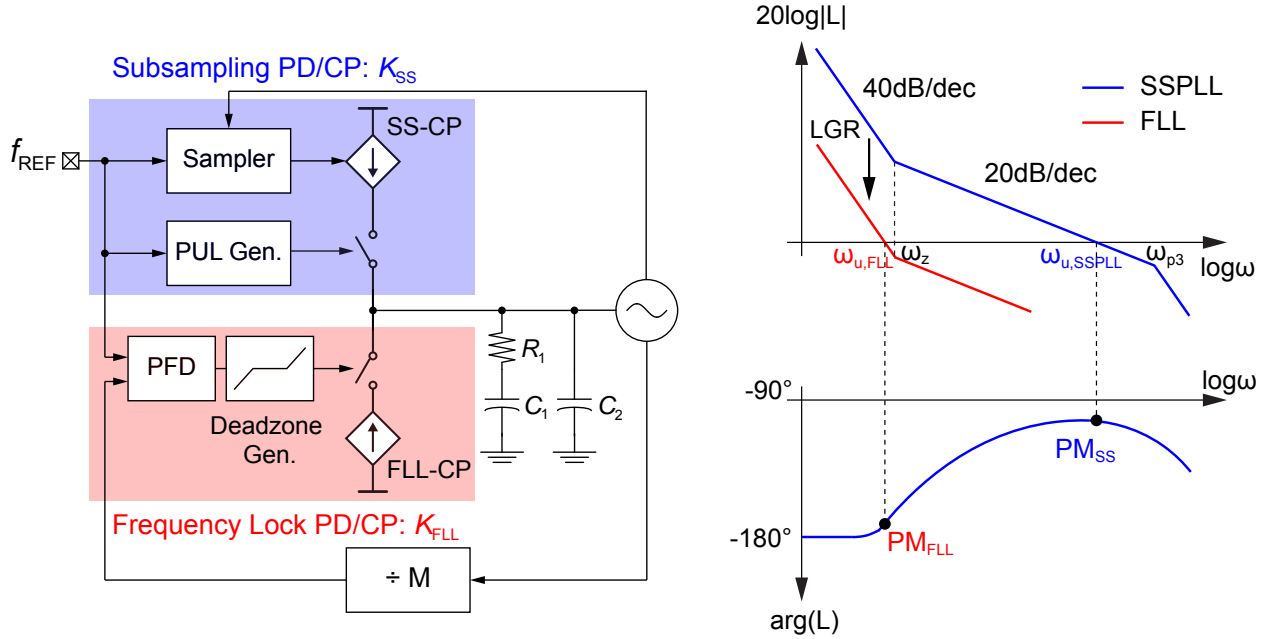 Subsampling PD/CP: KSS
SS-CP
fREF
Sampler
PUL Gen.
PFD
Deadzone
Gen.
FLL-CP
R1
C1
C2
Frequency Lock PD/CP: KFLL
÷ M
20log|L|
40dB/dec
SSPLL
FLL
LGR
20dB/dec
ωu,FLL
ωz
ωu,SSPLL
ωp3
logω
-90°
logω
PMSS
-180°
PMFLL
arg(L)